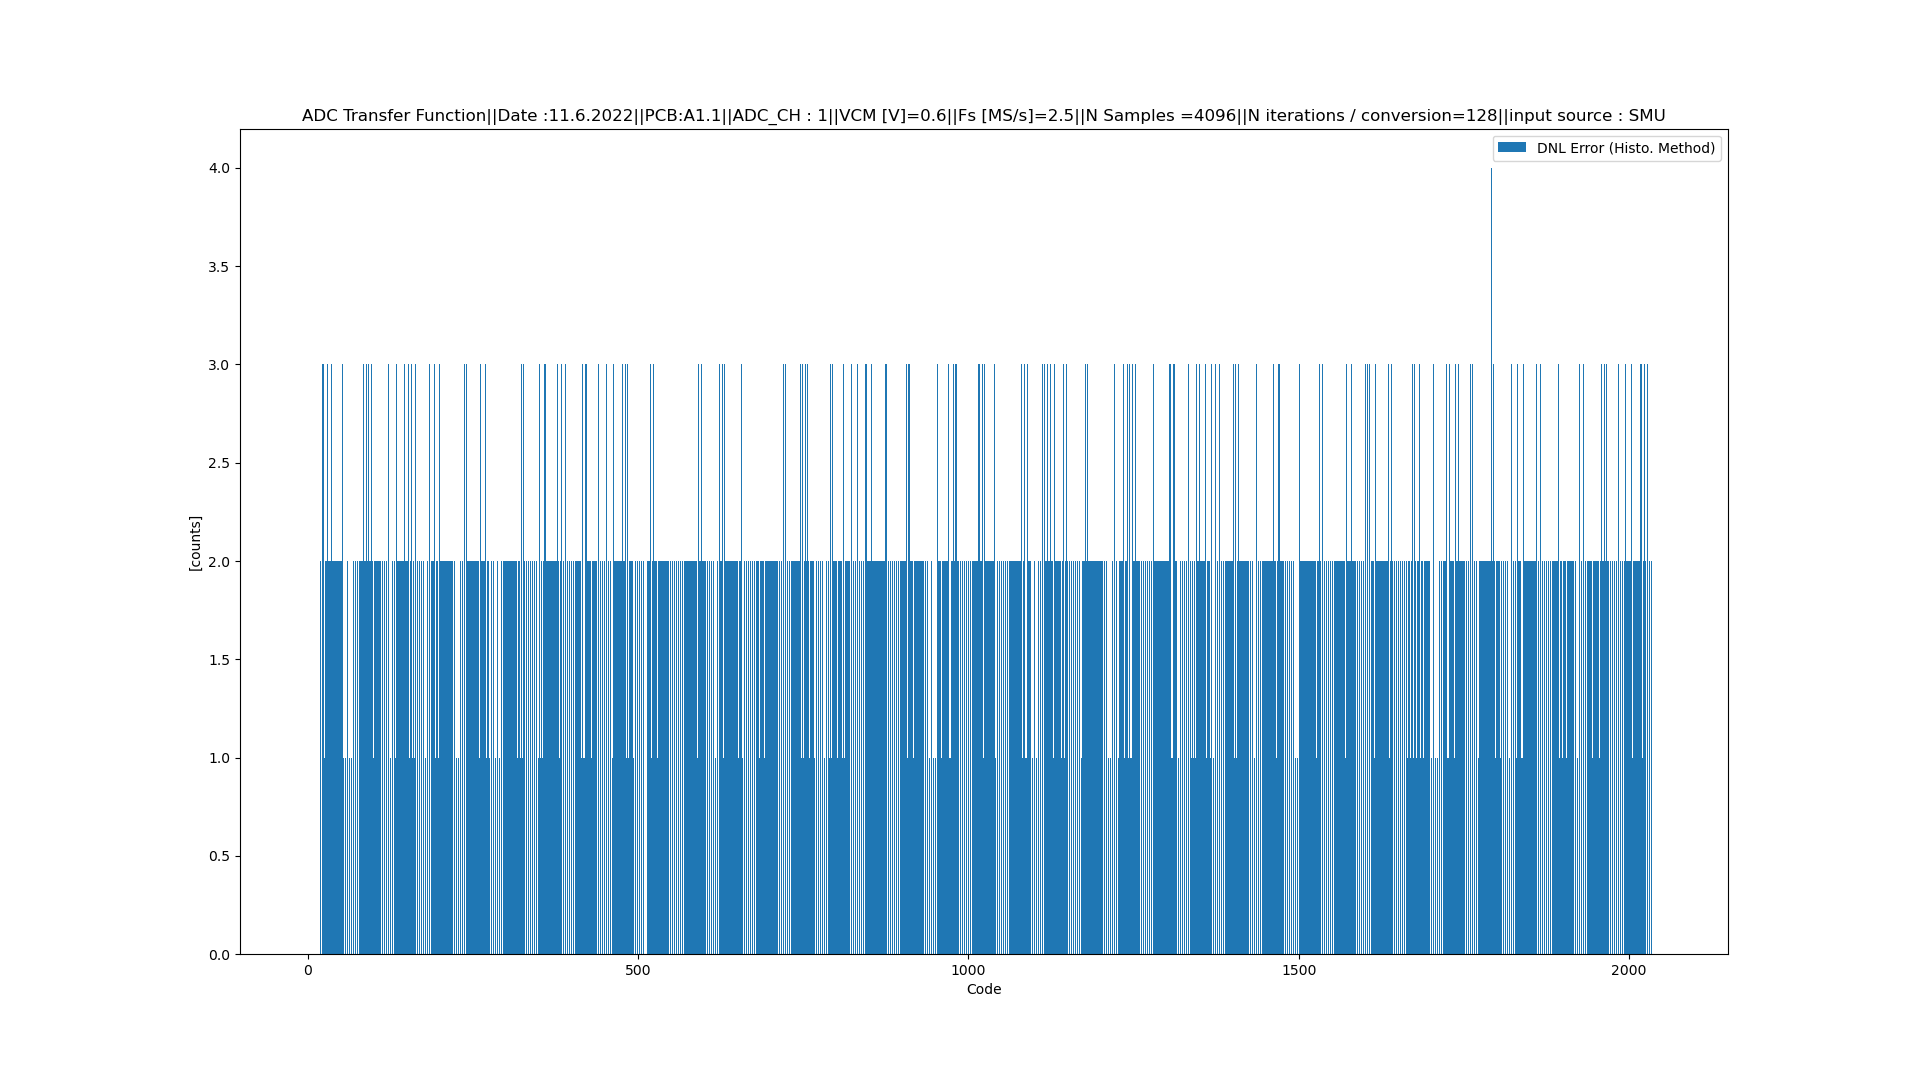 ADC Transfer Function||Date :11.6.2022||PCB:A1.1||ADC_CH : 1||VCM [V]=0.6||Fs [MS/s]=2.5||N Samples =4096||N iterations / conversion=128||input source : SMU
DNL Error (Histo. Method)
4.0
3.5
3.0
2.5
2.0
1.5
1.0
0.5
0.0
[counts]
0 500 1000 1500 2000
Code